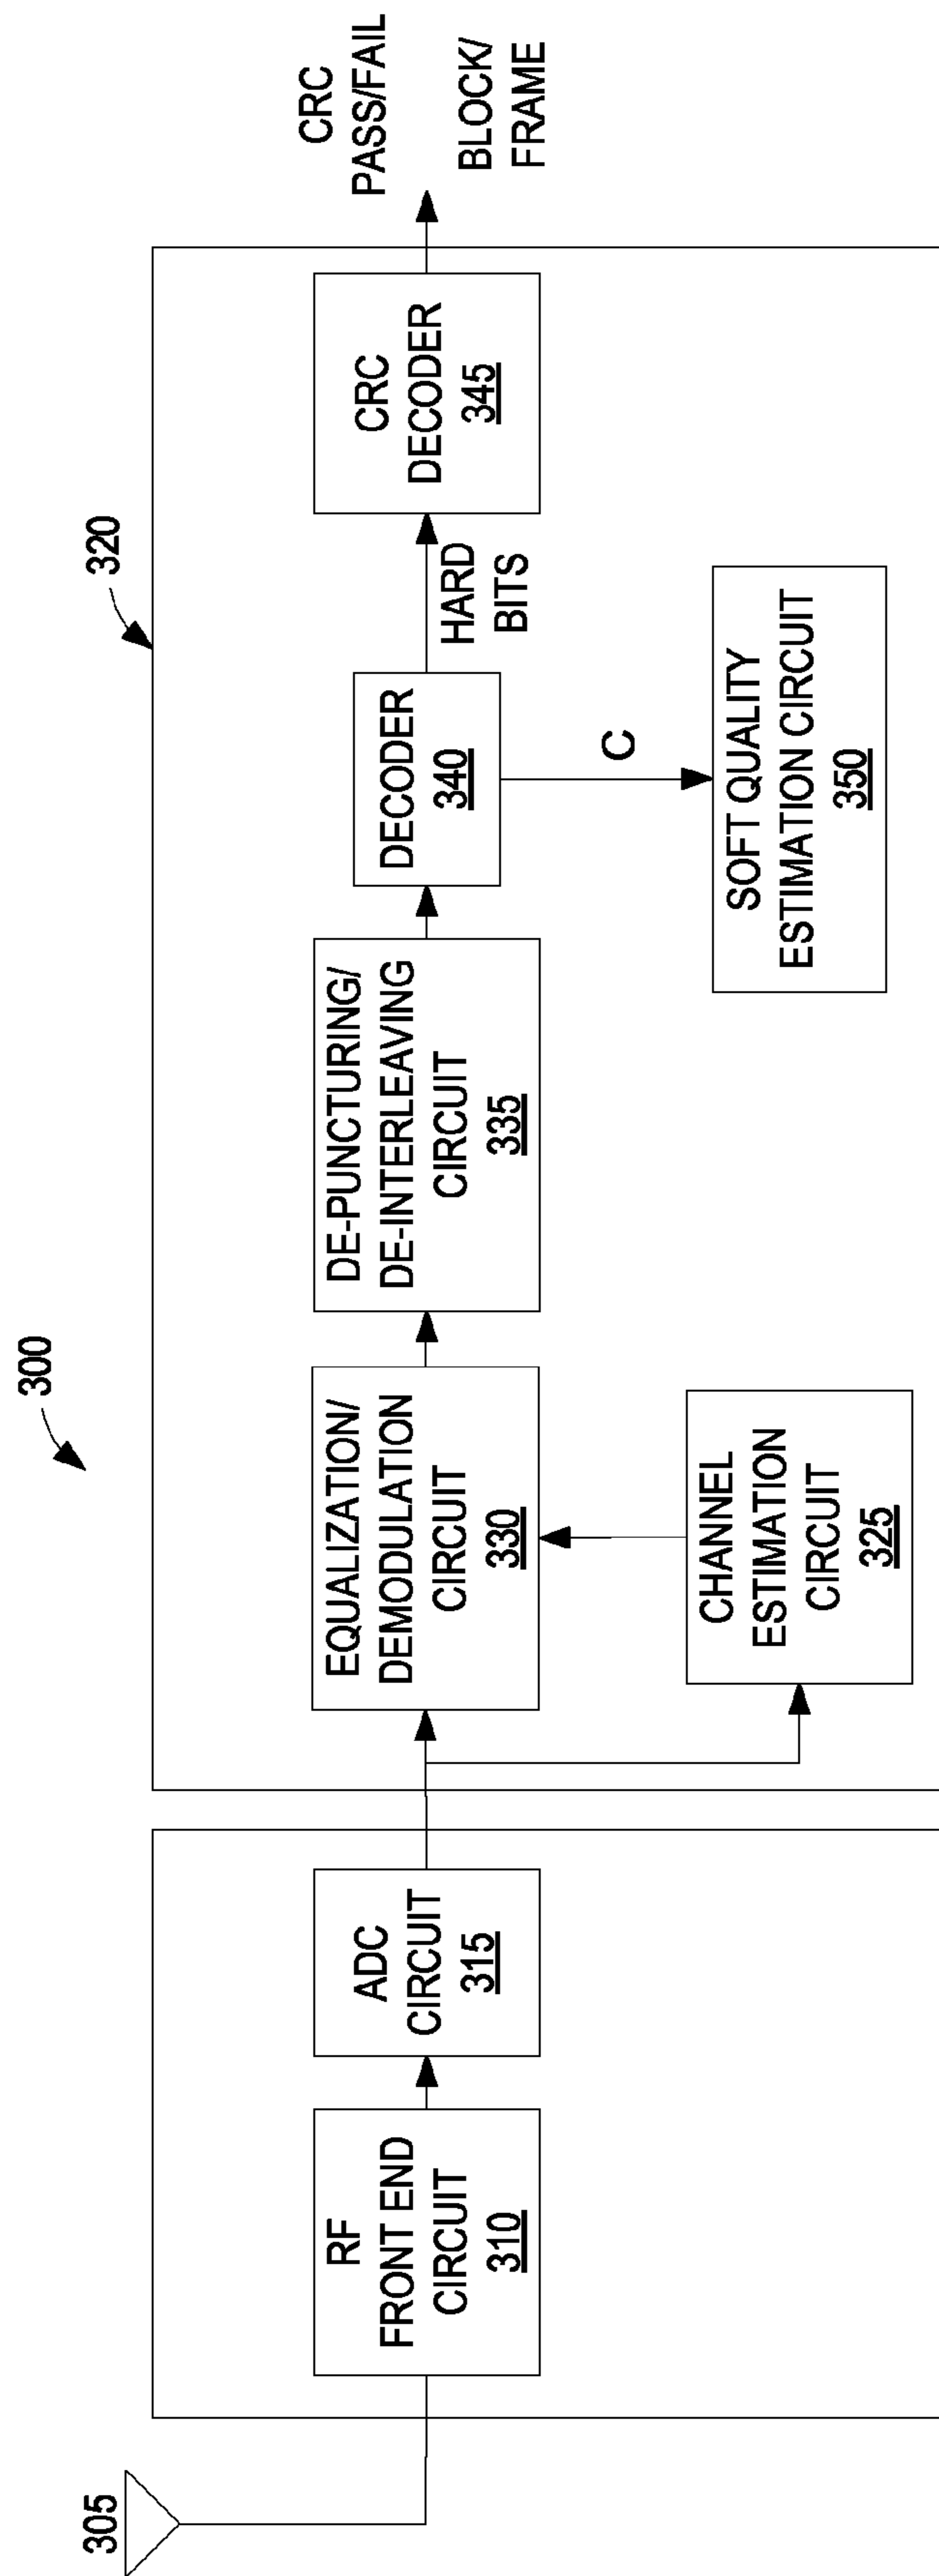 300
320
305
RF
FRONT END
CIRCUIT
310
ADC
CIRCUIT
315
EQUALIZATION/
DEMODULATION
CIRCUIT
330
CHANNEL
ESTIMATION
CIRCUIT
325
DE-PUNCTURING/
DE-INTERLEAVING
CIRCUIT
335
DECODER
340
HARD
BITS
C
SOFT QUALITY
ESTIMATION CIRCUIT
350
CRC
DECODER
345
CRC
PASS/FAIL
BLOCK/
FRAME